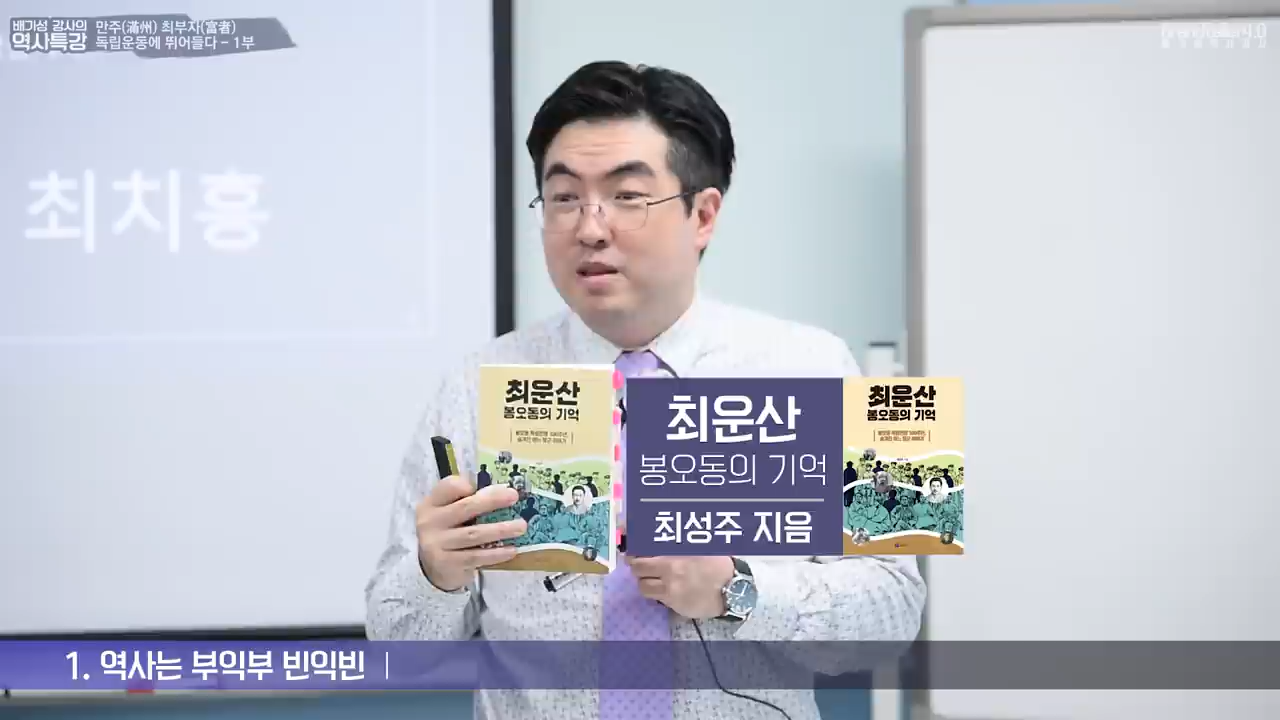 배기성 강사의
역사특강
만주(滿州) 최부자(富者)
독립운동에 뛰어들다 - 1부
최치흥
최운산
봉오동의 기억
최운산
봉오동의 기억
최성주 지음
최운산
봉오동의 기억
1. 역사는 부익부 빈익빈